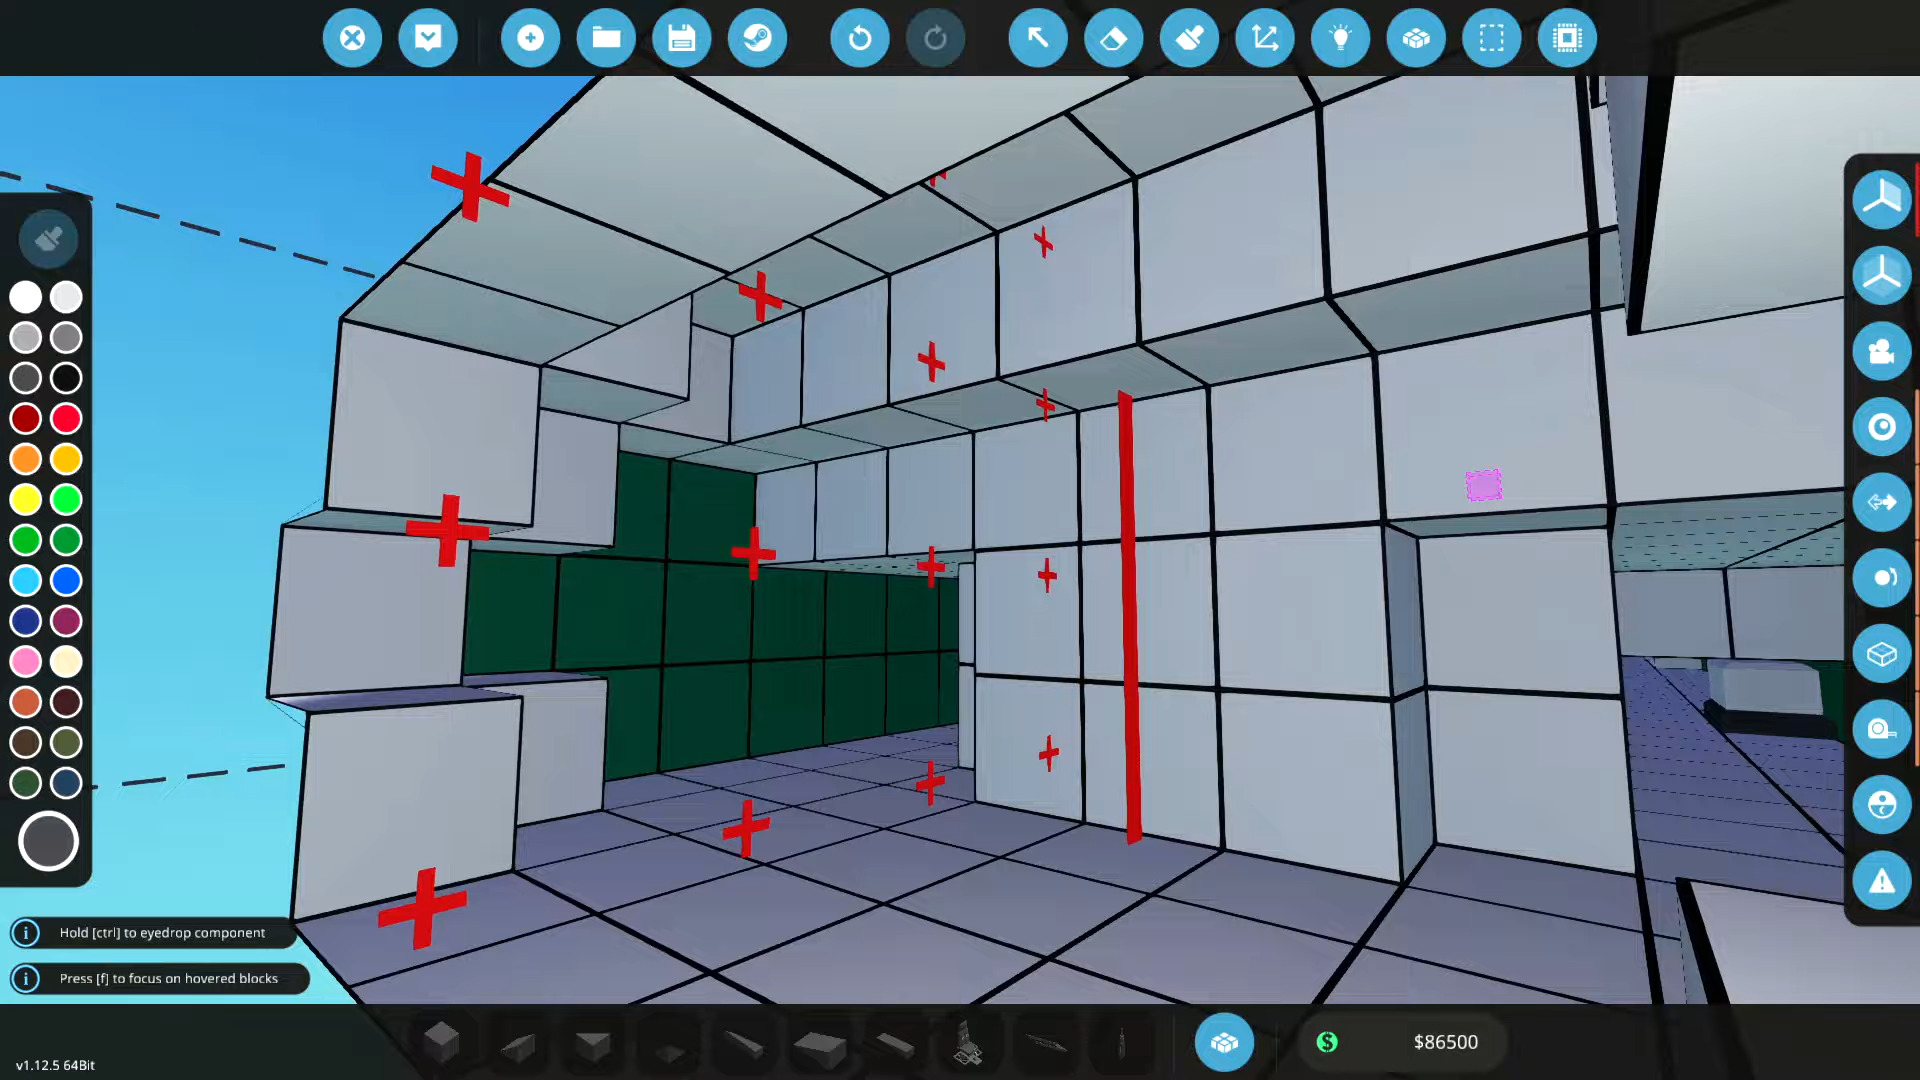 Hold [ctrl] to eyedrop component
Press [f] to focus on hovered blocks
$86500
v1.12.5 64Bit